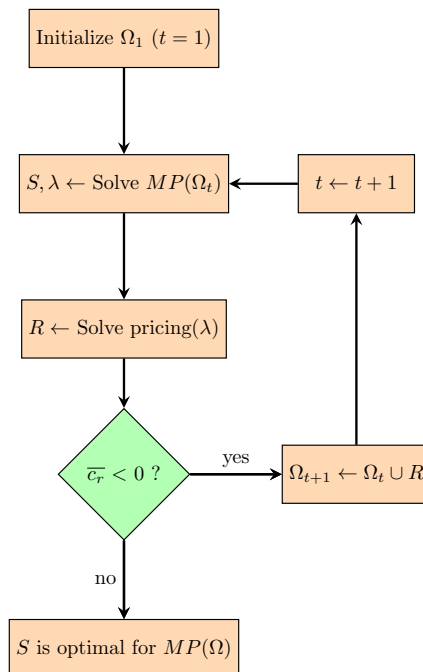 Initialize Ω₁ (t = 1)
S, λ ← Solve MP(Ωₜ)
t ← t + 1
R ← Solve pricing(λ)
c̅ᵣ̅ < 0 ?
yes
Ωₜ₊₁ ← Ωₜ ∪ R
no
S is optimal for MP(Ω)